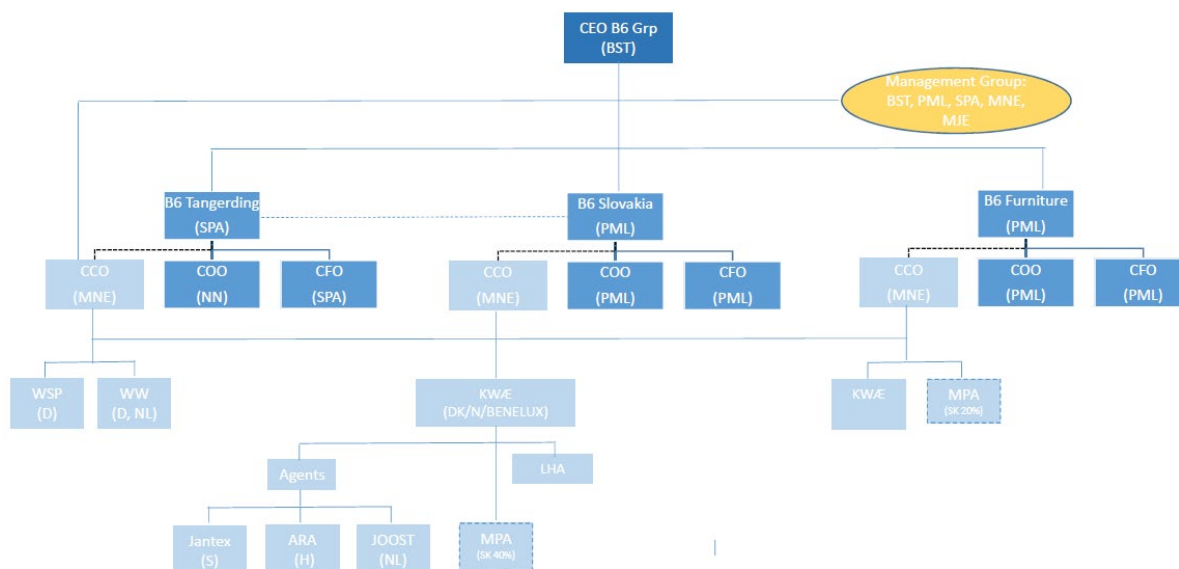 CEO B6 Grp
(BST)
Management Group:
BST, PML, SPA, MNE,
MJE
B6 Tangerding
(SPA)
B6 Slovakia
(PML)
B6 Furniture
(PML)
CCO
(MNE)
COO
(NN)
CFO
(SPA)
CCO
(MNE)
COO
(PML)
CFO
(PML)
CCO
(MNE)
COO
(PML)
CFO
(PML)
WSP
(D)
WW
(D, NL)
KWÆ
(DK/N/BENELUX)
KWÆ
MPA
(SK 20%)
Agents
LHA
Jantex
(S)
ARA
(H)
JOOST
(NL)
MPA
(SK 40%)